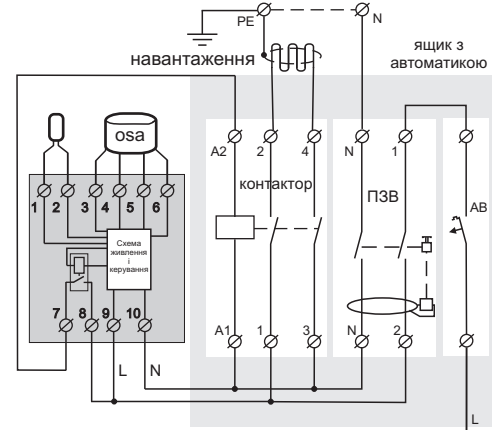 PE
N
навантаження
ящик з
автоматикою
osa
A2
2
4
N
1
контактор
ПЗВ
АВ
1
2
3
4
5
6
Схема
живлення
і
керування
7
8
9
10
A1
1
3
N
2
L
N
L